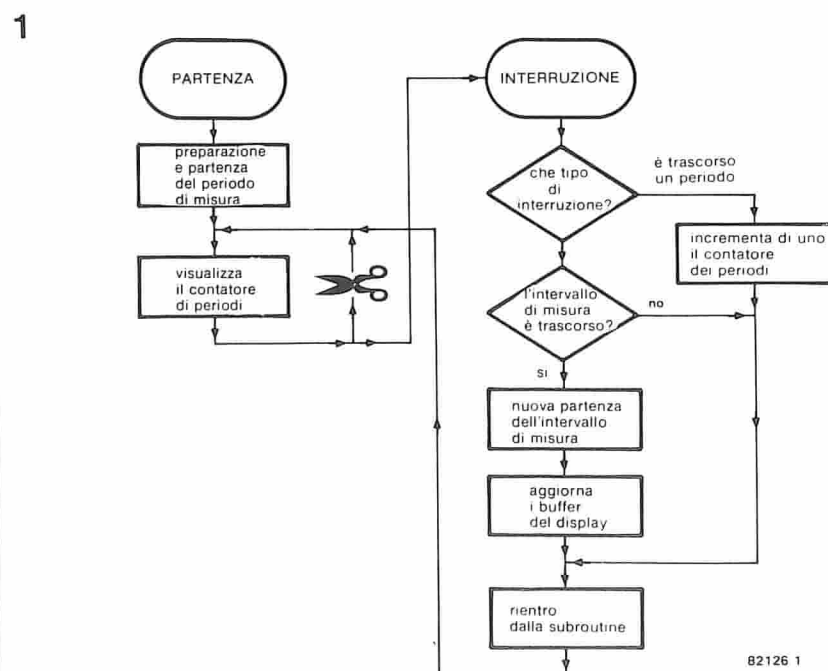 1
PARTENZA
preparazione
e partenza
del periodo
di misura
visualizza
il contatore
di periodi
INTERRUZIONE
che tipo
di
interruzione?
è trascorso
un periodo
incrementa di uno
il contatore
dei periodi
l'intervallo
di misura
è trascorso?
no
si
nuova partenza
dell'intervallo
di misura
aggiorna
i buffer
del display
rientro
dalla subroutine
82126 1